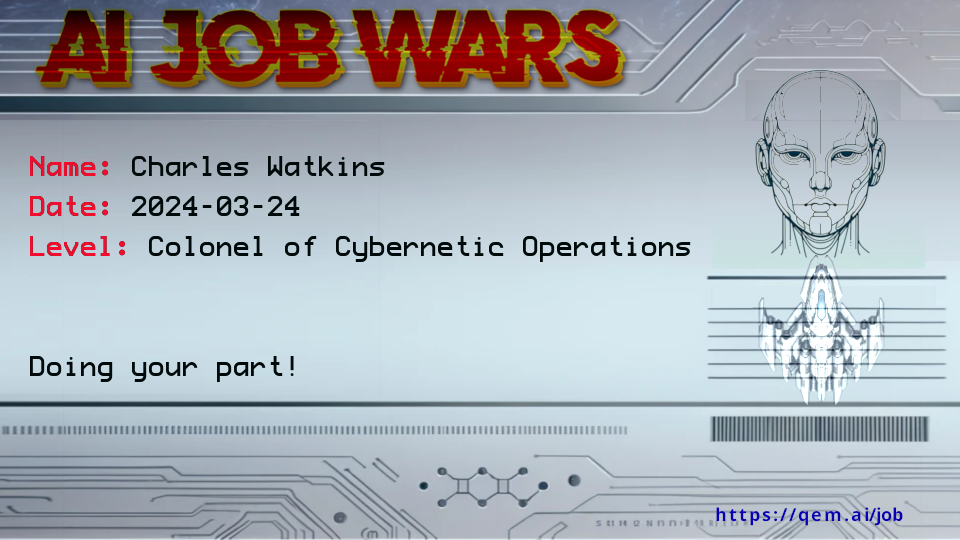 AI JOB WARS
Name: Charles Watkins
Date: 2024-03-24
Level: Colonel of Cybernetic Operations
Doing your part!
https://qem.ai/job